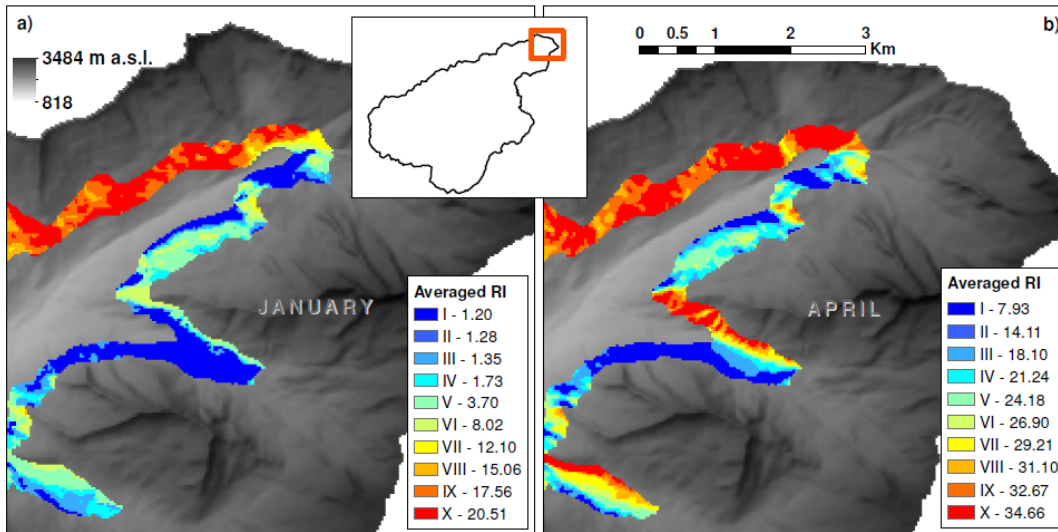 a)
3484 m a.s.l.
818
JANUARY
Averaged RI
I - 1.20
II - 1.28
III - 1.35
IV - 1.73
V - 3.70
VI - 8.02
VII - 12.10
VIII - 15.06
IX - 17.56
X - 20.51
b)
0 1 2 3
Km
APRIL
Averaged RI
I - 7.93
II - 14.11
III - 18.10
IV - 21.24
V - 24.18
VI - 26.90
VII - 29.21
VIII - 31.10
IX - 32.67
X - 34.66